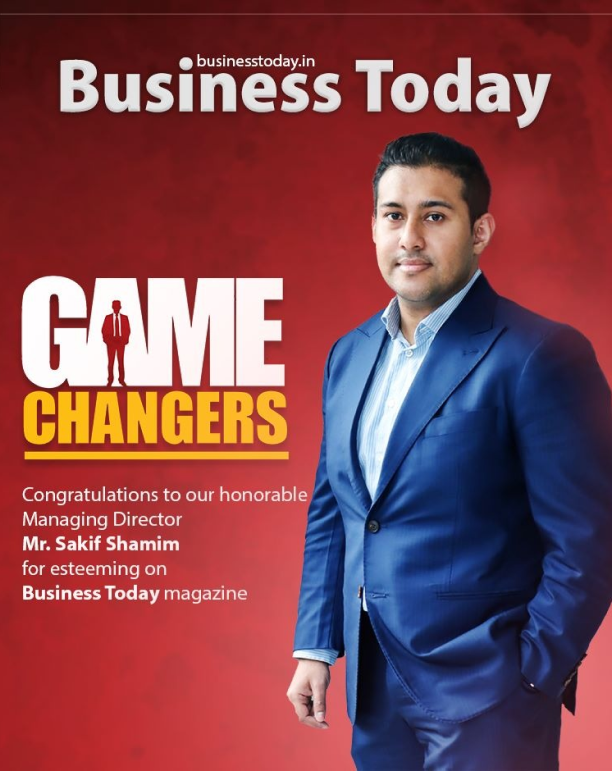 businesstoday.in
Business Today
GAME
CHANGERS
Congratulations to our honorable
Managing Director
Mr. Sakif Shamim
for esteeming on
Business Today magazine